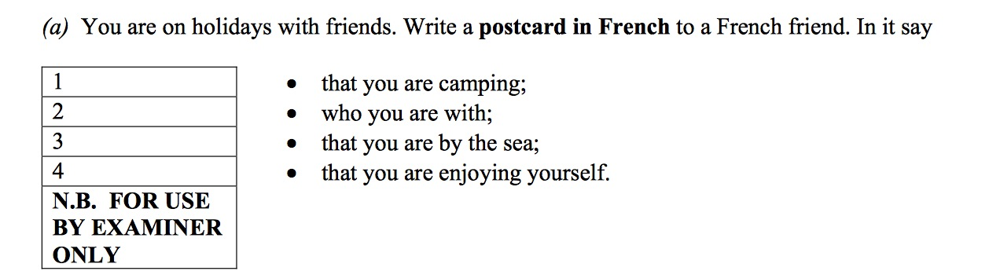 (a) You are on holidays with friends. Write a postcard in French to a French friend. In it say
1
2
3
4
N.B. FOR USE
BY EXAMINER
ONLY
• that you are camping;
• who you are with;
• that you are by the sea;
• that you are enjoying yourself.